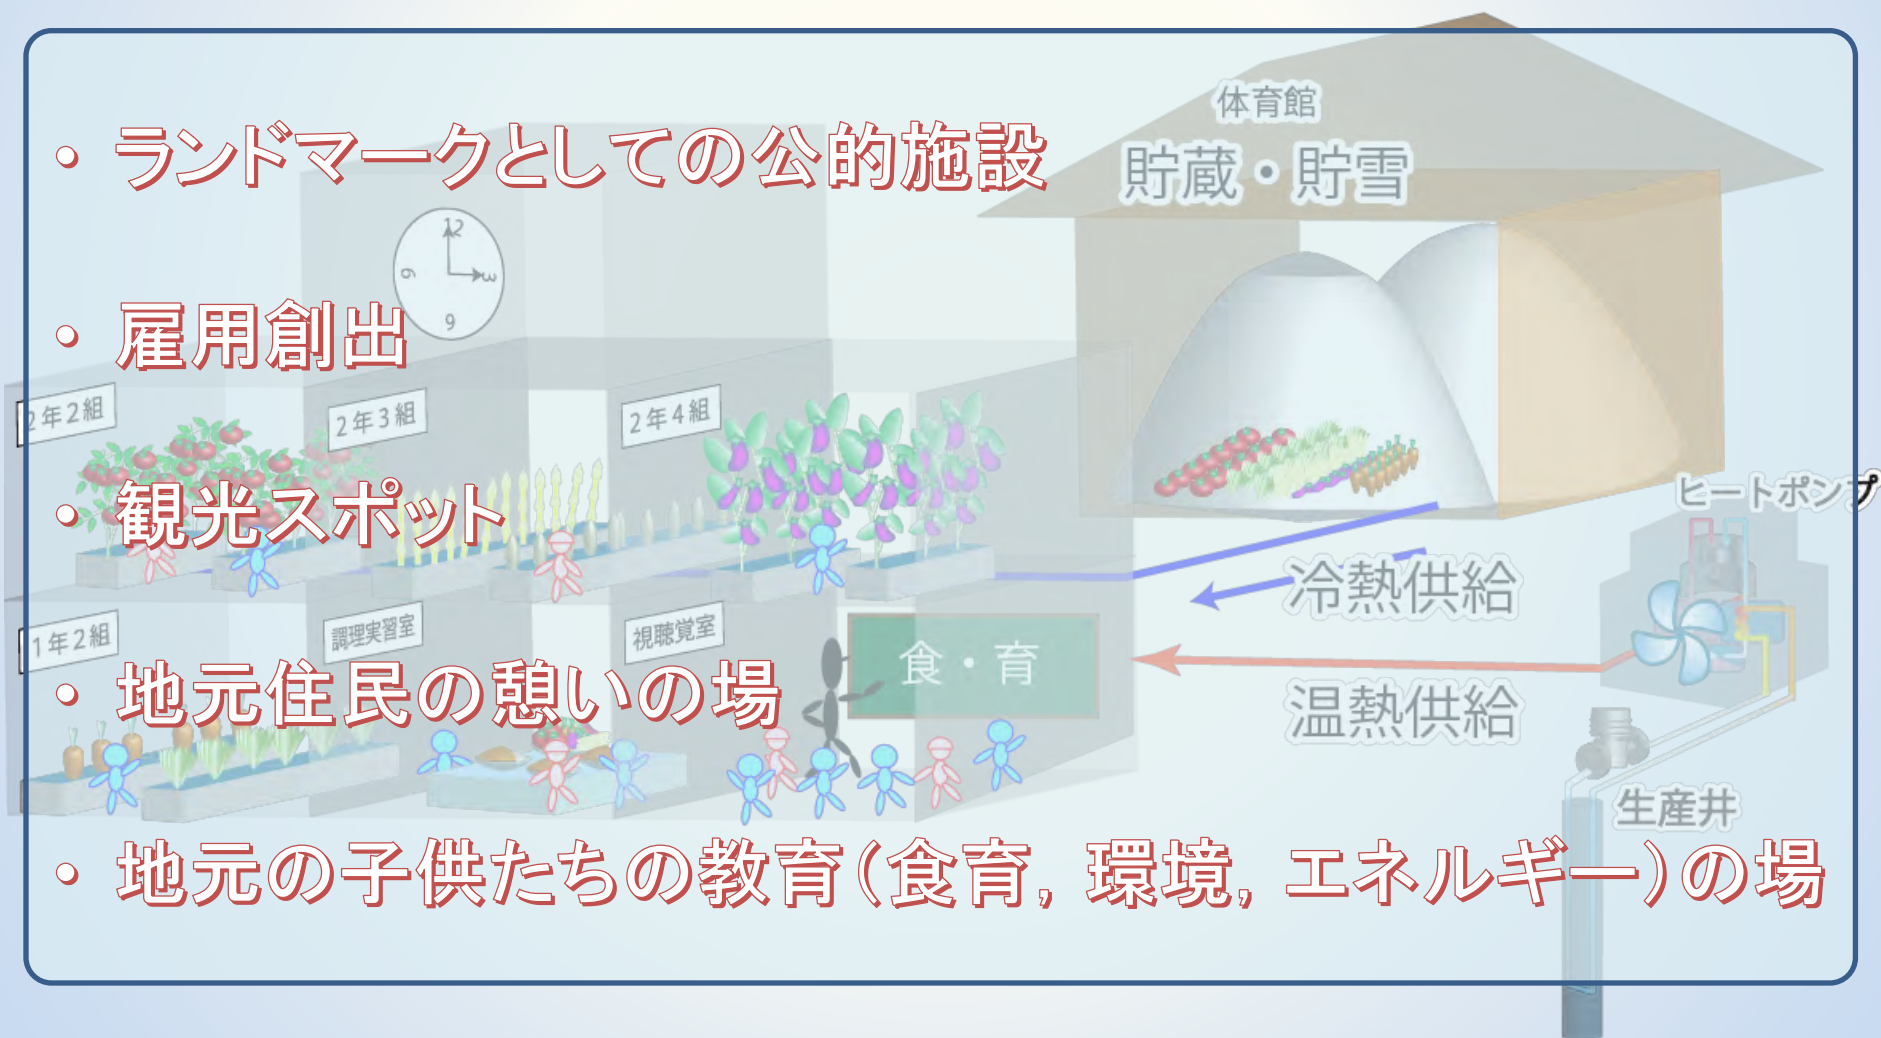 体育館
• ランドマークとしての公的施設
貯蔵・貯雪
12
3
6
9
• 雇用創出
2年2組
2年3組
2年4組
• 観光スポット
ヒートポンプ
冷熱供給
1年2組
調理実習室
視聴覚室
食・育
• 地元住民の憩いの場
温熱供給
生産井
• 地元の子供たちの教育（食育，環境，エネルギー）の場